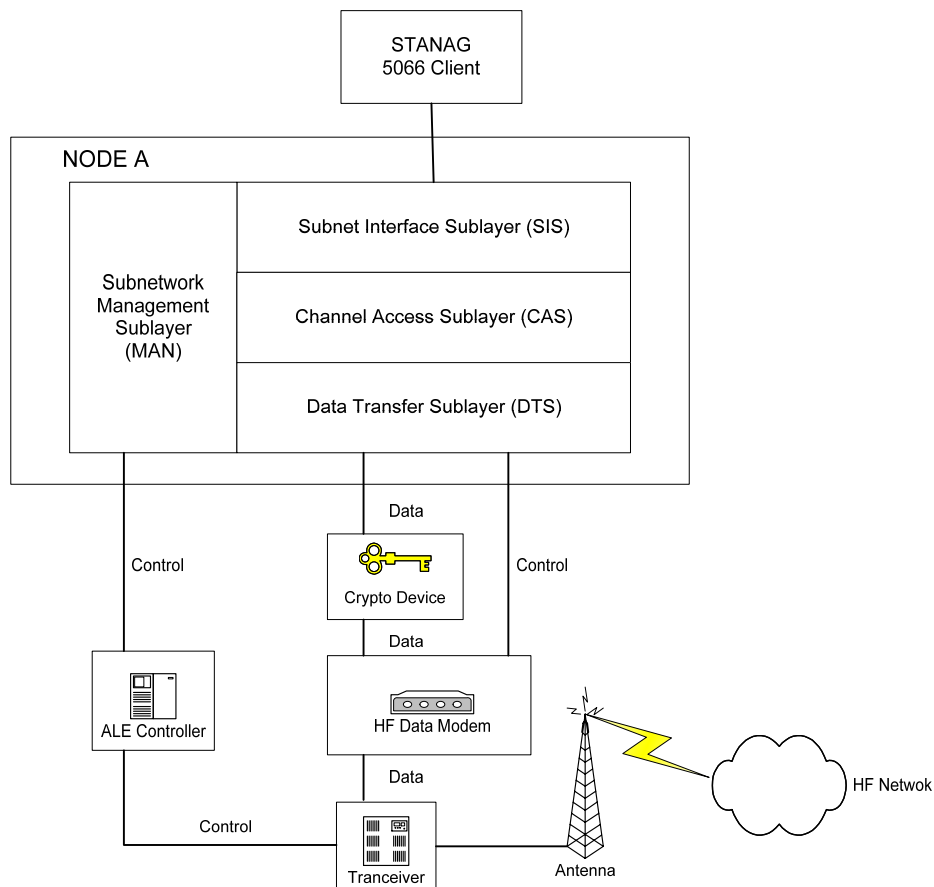 STANAG
5066 Client
NODE A
Subnet Interface Sublayer (SIS)
Subnetwork
Management
Sublayer
(MAN)
Channel Access Sublayer (CAS)
Data Transfer Sublayer (DTS)
Data
Control
Control
Crypto Device
Data
ALE Controller
HF Data Modem
Data
HF Netwok
Control
Tranceiver
Antenna